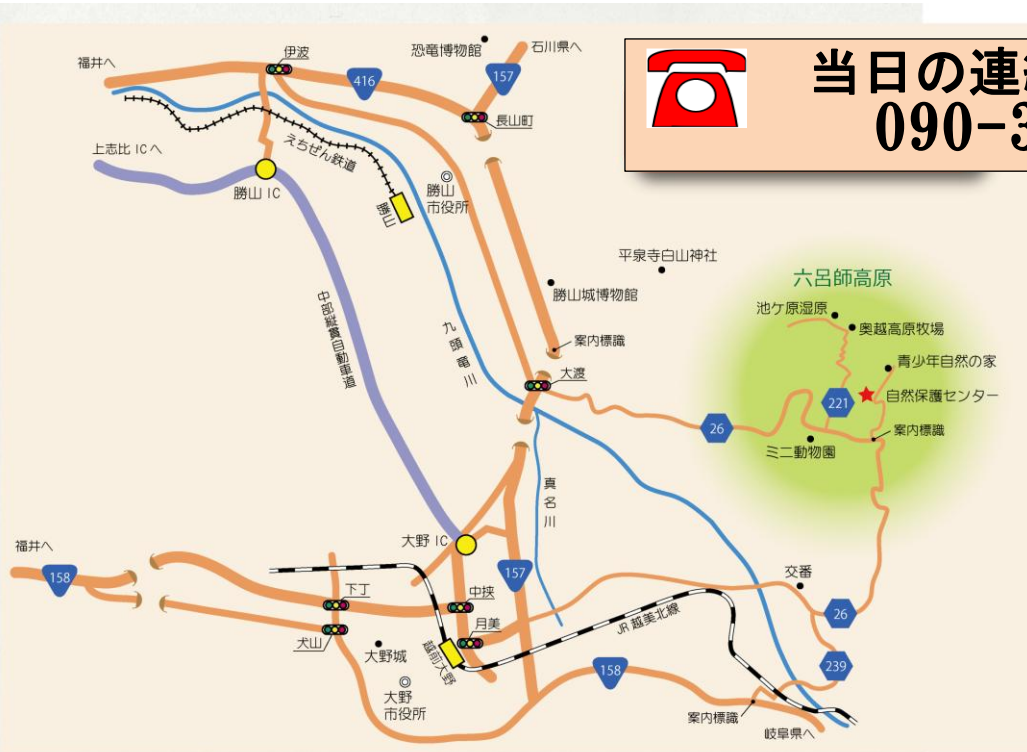 福井へ
伊波
416
恐竜博物館
石川県へ
157
長山町
当日の連
090-3
上志比 ICへ
えちぜん鉄道
勝山 IC
勝山
勝山
市役所
中部縦貫自動車道
九頭竜川
平泉寺白山神社
勝山城博物館
案内標識
大渡
26
六呂師高原
池ケ原湿原
奥越高原牧場
青少年自然の家
221
自然保護センター
案内標識
ミニ動物園
真名川
福井へ
158
大野 IC
157
下丁
中挟
月美
犬山
大野城
越前大野
大野
市役所
JR 越美北線
交番
26
239
158
案内標識
岐阜県へ